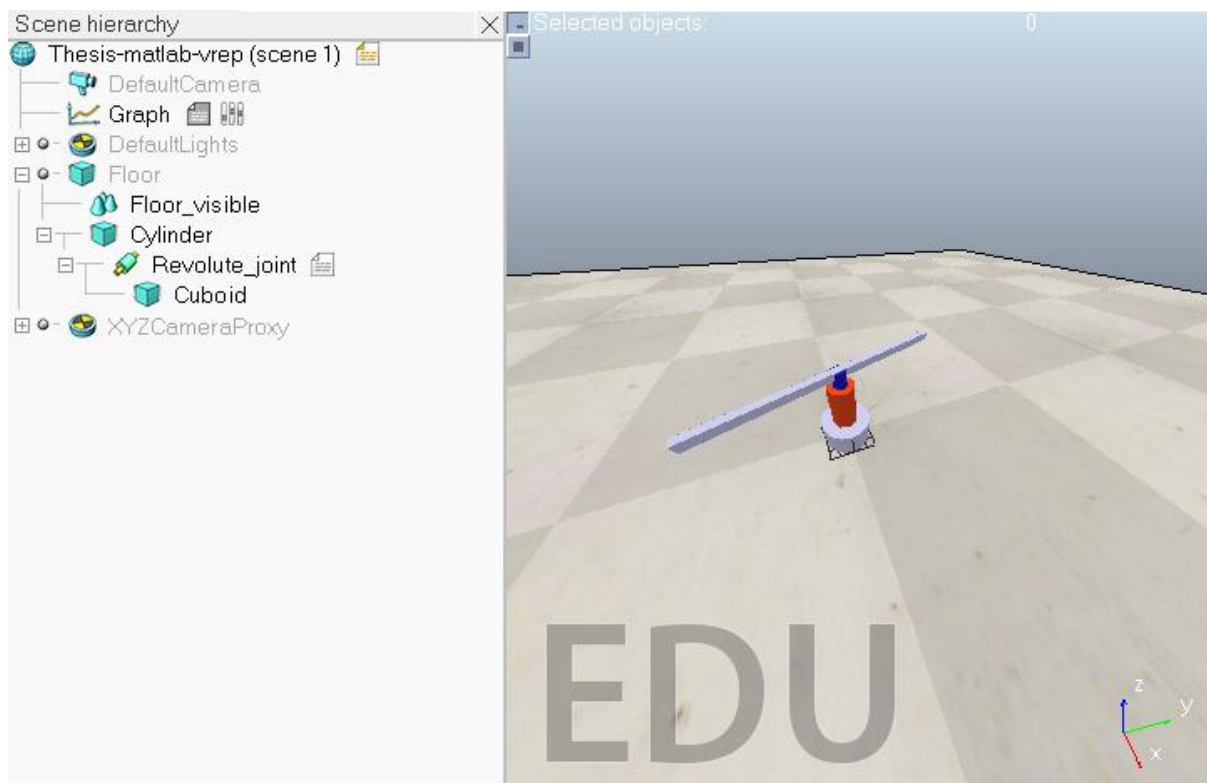 Scene hierarchy
Thesis-matlab-vrep (scene 1)
DefaultCamera
Graph
DefaultLights
Floor
Floor_visible
Cylinder
Revolute_joint
Cuboid
XYZCameraProxy
Selected objects: 0
EDU
z
y
x